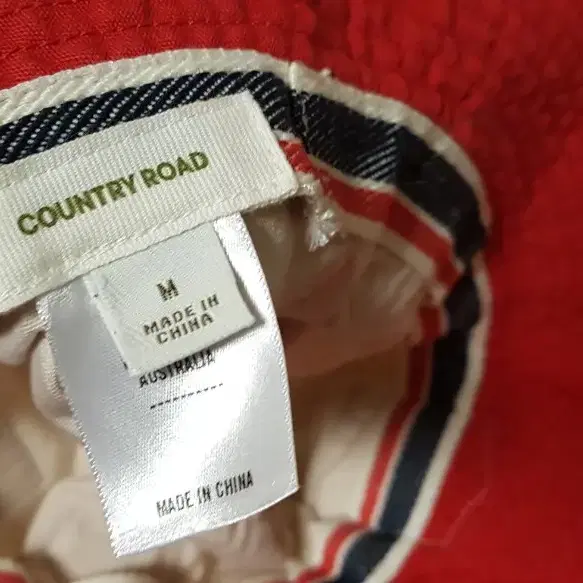 COUNTRY ROAD
M
MADE IN
CHINA
AUSTRALIA
----------
MADE IN CHINA